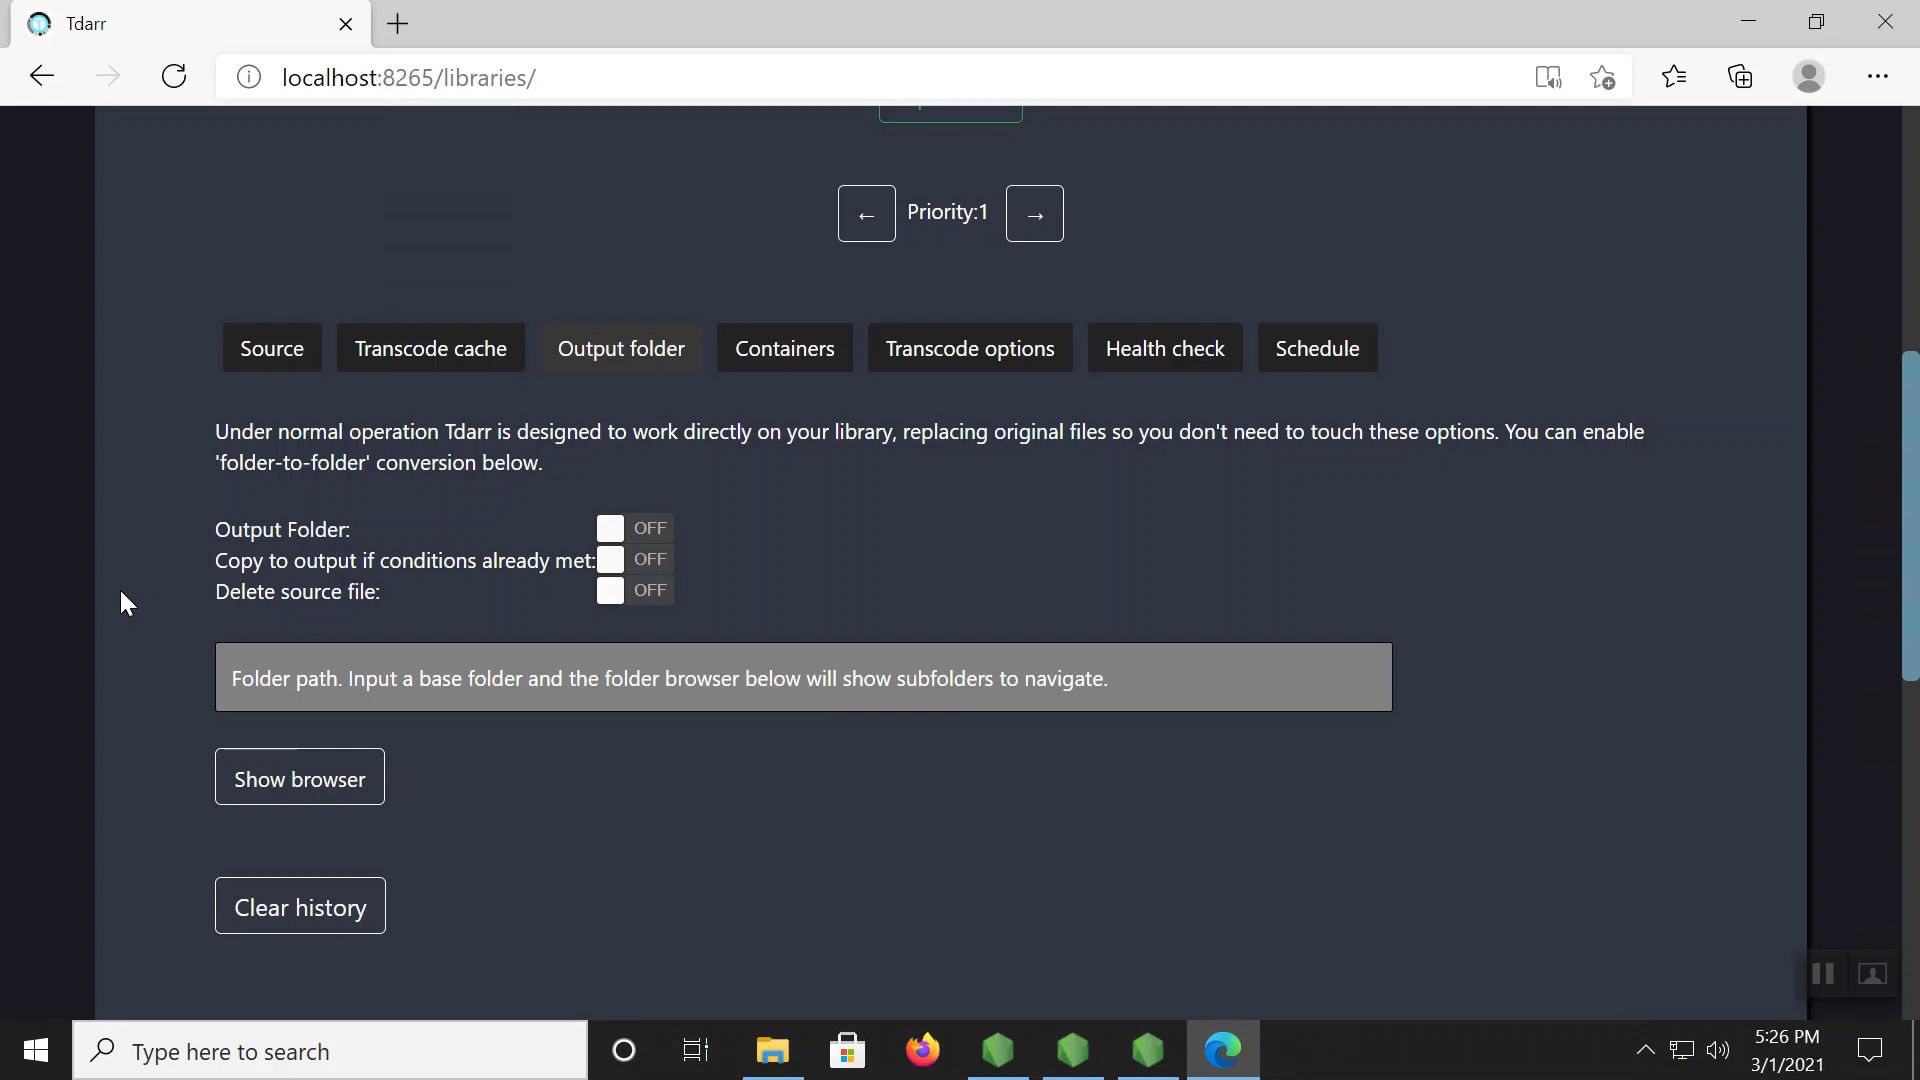 Tdarr
localhost:8265/libraries/
← Priority:1 →
Source Transcode cache Output folder Containers Transcode options Health check Schedule
Under normal operation Tdarr is designed to work directly on your library, replacing original files so you don't need to touch these options. You can enable
'folder-to-folder' conversion below.
Output Folder: OFF
Copy to output if conditions already met: OFF
Delete source file: OFF
Folder path. Input a base folder and the folder browser below will show subfolders to navigate.
Show browser
Clear history
Type here to search
5:26 PM
3/1/2021